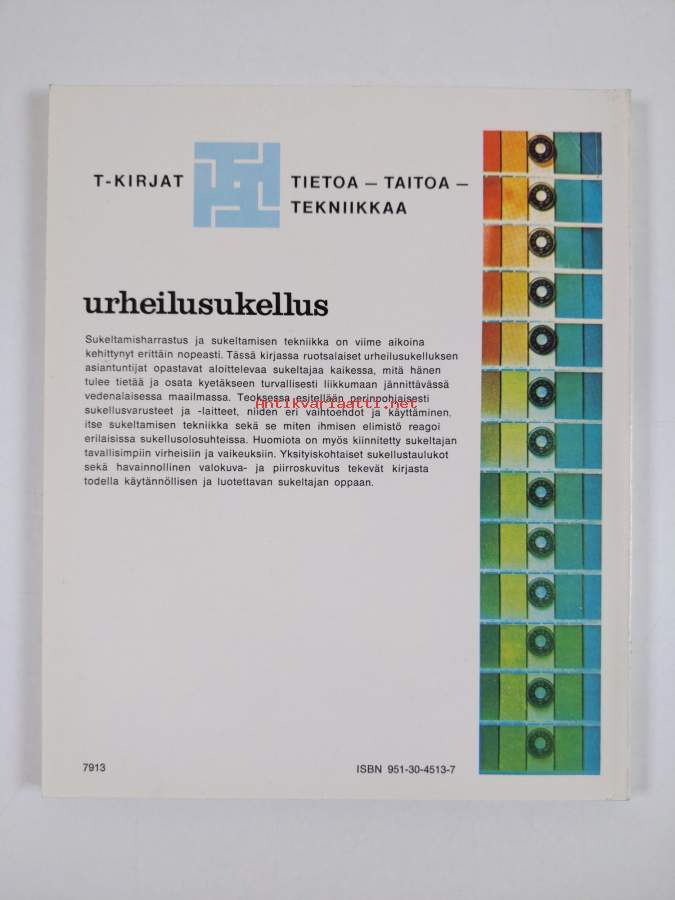 T-KIRJAT
TIETOA — TAITOA —
TEKNIIKKAA
urheilusukellus
Sukeltamisharrastus ja sukeltamisen tekniikka on viime aikoina
kehittynyt erittäin nopeasti. Tässä kirjassa ruotsalaiset urheilusukelluksen
asiantuntijat opastavat aloittelevaa sukeltajaa kaikessa, mitä hänen
tulee tietää ja osata kyetäkseen turvallisesti liikkumaan jännittävässä
vedenalaisessa maailmassa. Teoksessa esitellään perinpohjaisesti
Antikvariaatti.net
sukellusvarusteet ja -laitteet, niiden eri vaihtoehdot ja käyttäminen,
itse sukeltamisen tekniikka sekä se miten ihmisen elimistö reagoi
erilaisissa sukellusolosuhteissa. Huomiota on myös kiinnitetty sukeltajan
tavallisimpiin virheisiin ja vaikeuksiin. Yksityiskohtaiset sukellustaulukot
sekä havainnollinen valokuva- ja piirroskuvitus tekevät kirjasta
todella käytännöllisen ja luotettavan sukeltajan oppaan.
7913
ISBN 951-30-4513-7